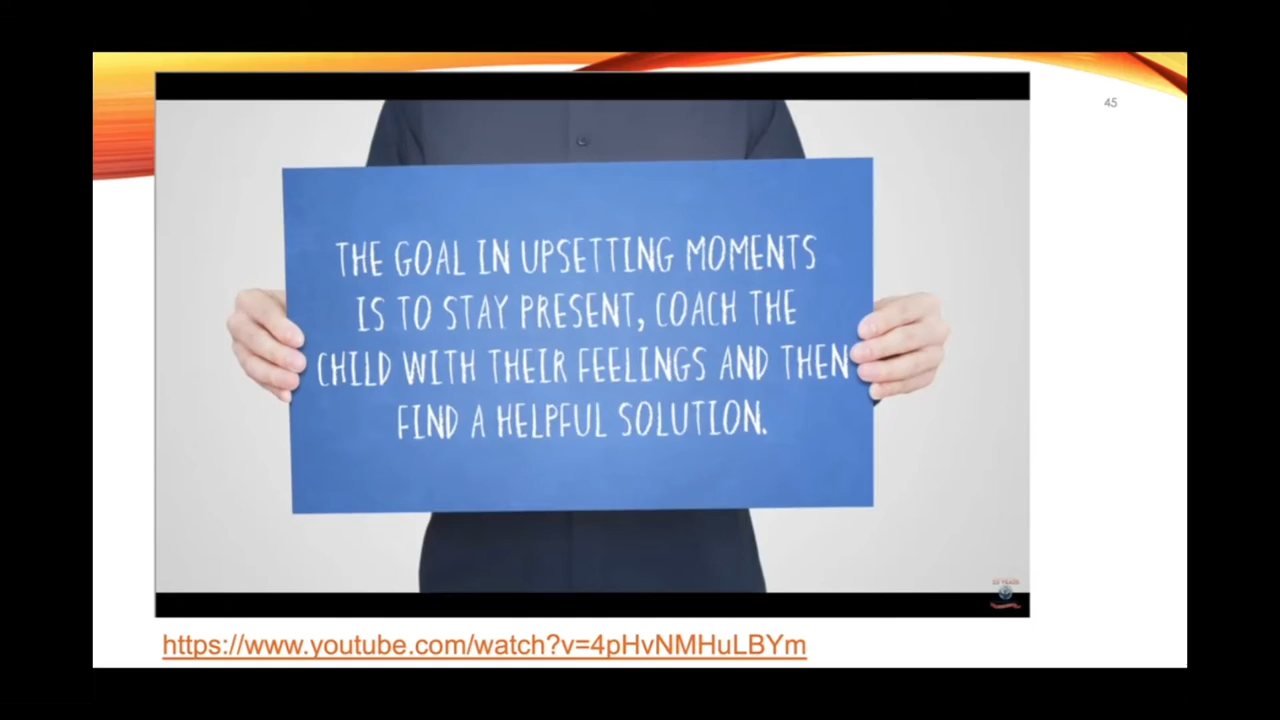 45
THE GOAL IN UPSETTING MOMENTS
IS TO STAY PRESENT, COACH THE
CHILD WITH THEIR FEELINGS AND THEN
FIND A HELPFUL SOLUTION.
https://www.youtube.com/watch?v=4pHvNMHuLBYm